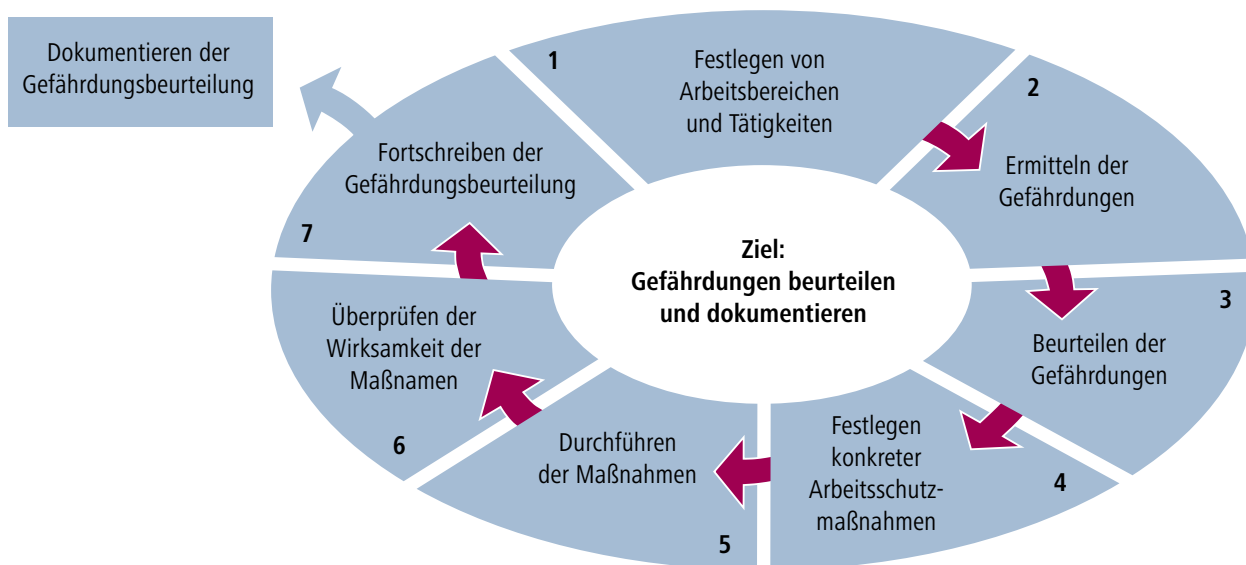 Dokumentieren der
Gefährdungsbeurteilung
1
Festlegen von
Arbeitsbereichen
und Tätigkeiten
2
Ermitteln der
Gefährdungen
3
Beurteilen der
Gefährdungen
4
Festlegen
konkreter
Arbeitsschutz-
maßnahmen
5
Durchführen
der Maßnahmen
6
Überprüfen der
Wirksamkeit der
Maßnamen
7
Fortschreiben der
Gefährdungsbeurteilung
Ziel:
Gefährdungen beurteilen
und dokumentieren